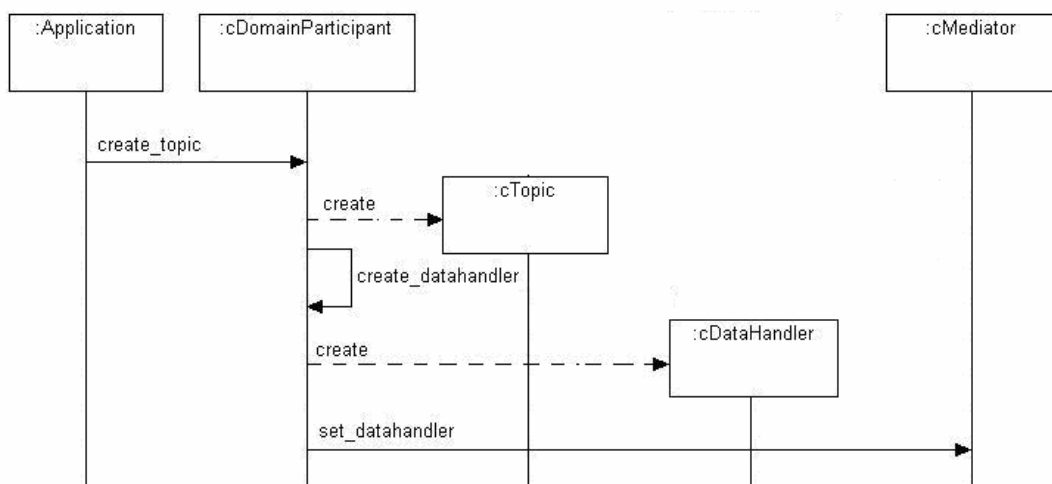 :Application
:cDomainParticipant
:cMediator
create_topic
:cTopic
create
create_datahandler
:cDataHandler
create
set_datahandler